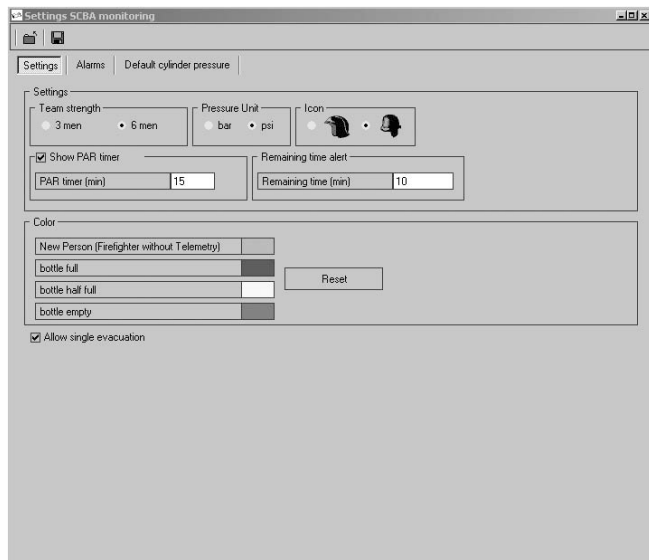 Settings SCBA monitoring
Settings Alarms Default cylinder pressure
Settings
Team strength Pressure Unit Icon
3 men 6 men bar psi
Show PAR timer Remaining time alert
PAR timer (min) 15 Remaining time (min) 10
Color
New Person (Firefighter without Telemetry)
bottle full
Reset
bottle half full
bottle empty
Allow single evacuation